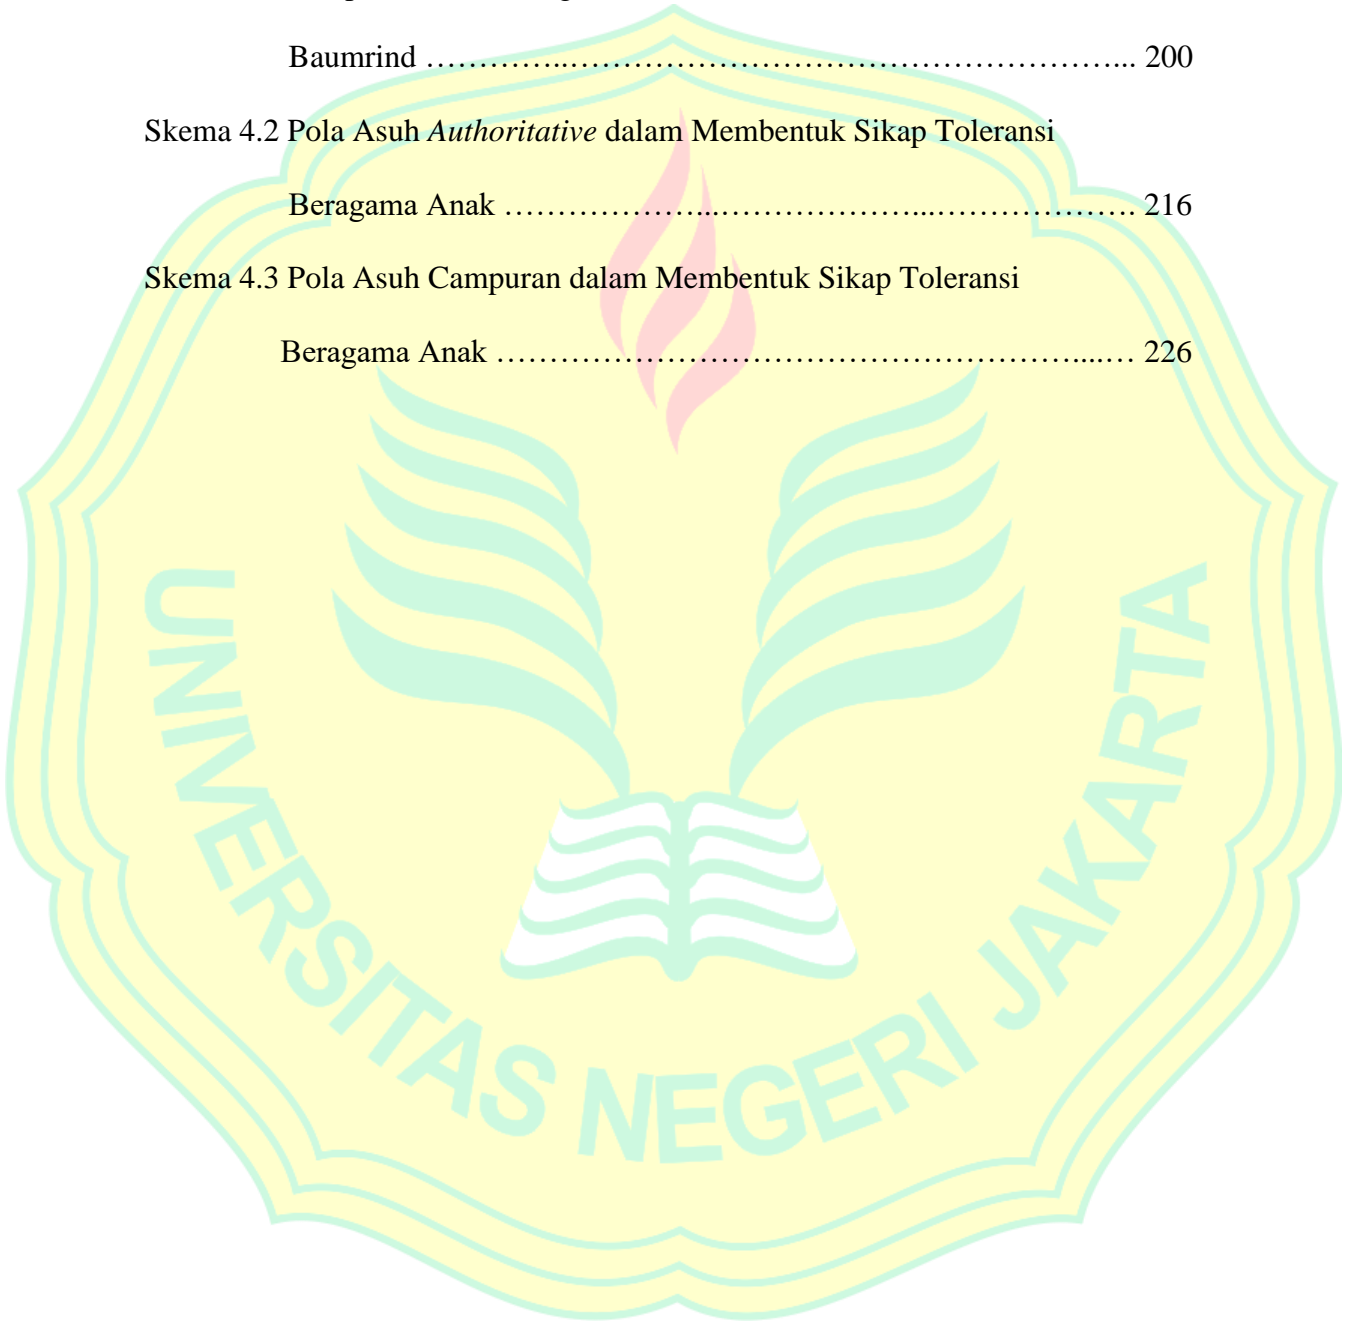 Baumrind …………..……………………………………………………... 200
Skema 4.2 Pola Asuh Authoritative dalam Membentuk Sikap Toleransi
Beragama Anak ………………...………………...………………. 216
Skema 4.3 Pola Asuh Campuran dalam Membentuk Sikap Toleransi
Beragama Anak …………………………………………………....… 226
UNIVERSITAS NEGERI JAKARTA